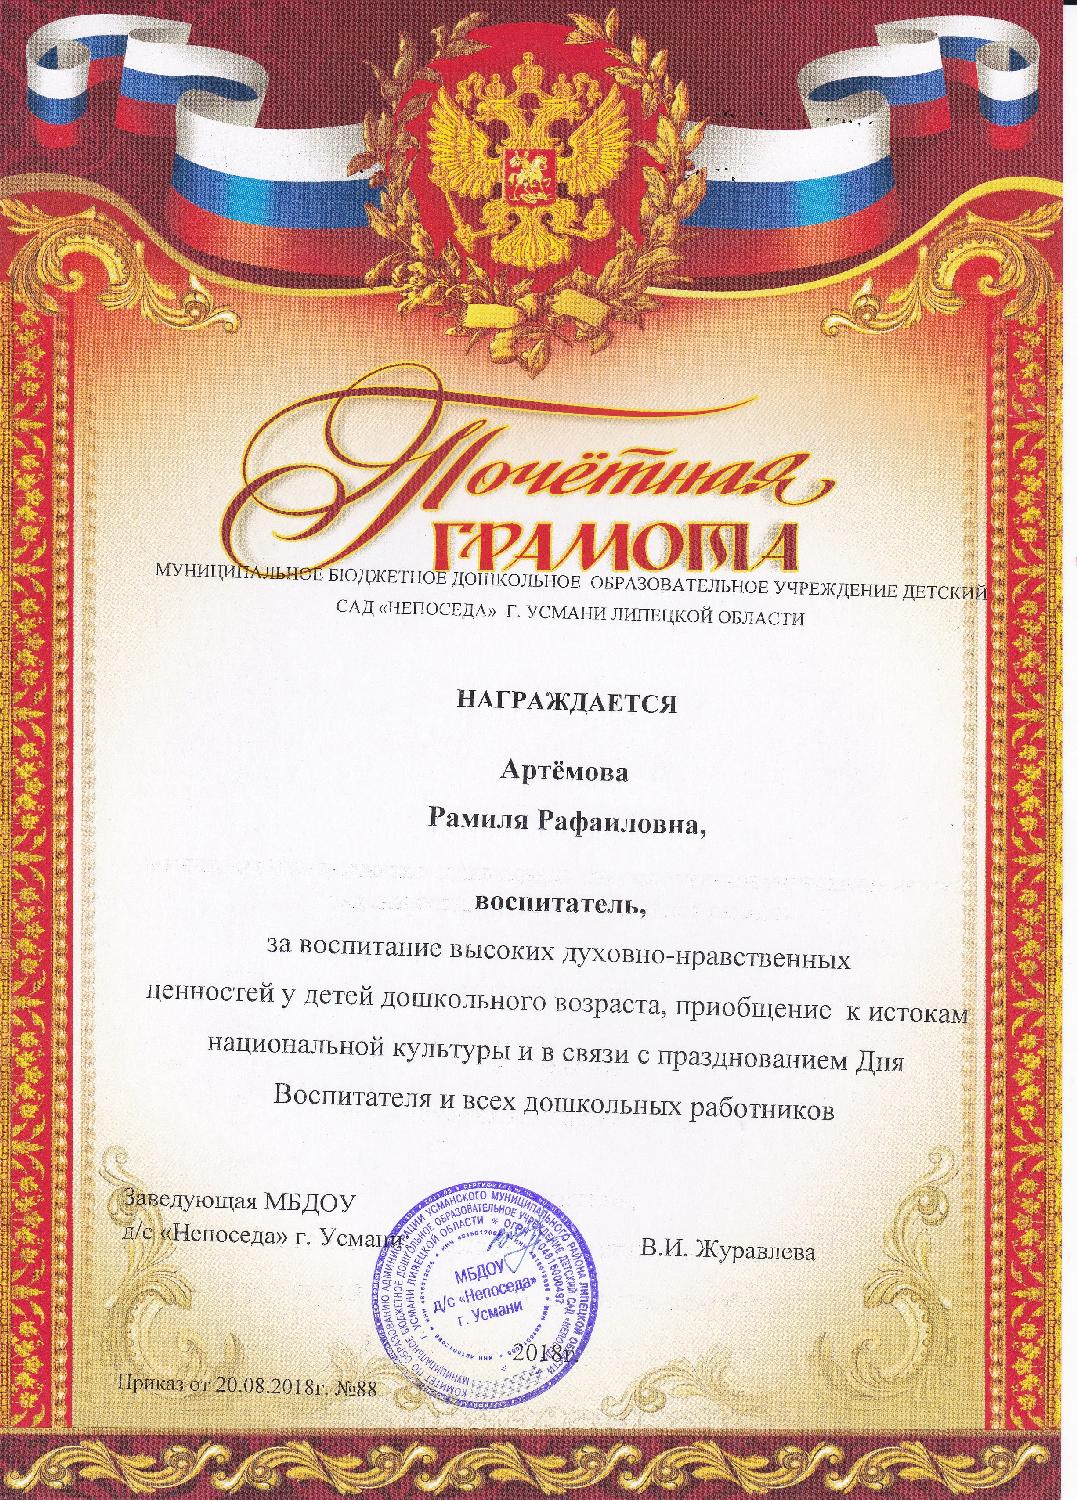 Почётная
ГРАМОТА
МУНИЦИПАЛЬНОЕ БЮДЖЕТНОЕ ДОШКОЛЬНОЕ ОБРАЗОВАТЕЛЬНОЕ УЧРЕЖДЕНИЕ ДЕТСКИЙ
САД «НЕПОСЕДА» Г. УСМАНИ ЛИПЕЦКОЙ ОБЛАСТИ
НАГРАЖДАЕТСЯ
Артёмова
Рамиля Рафаиловна,
воспитатель,
за воспитание высоких духовно-нравственных
ценностей у детей дошкольного возраста, приобщение к истокам
национальной культуры и в связи с празднованием Дня
Воспитателя и всех дошкольных работников
Заведующая МБДОУ
д/с «Непоседа» г. Усмани
В.И. Журавлева
МБДОУ
д/с «Непоседа»
г. Усмани
2018г.
Приказ от 20.08.2018г. №88